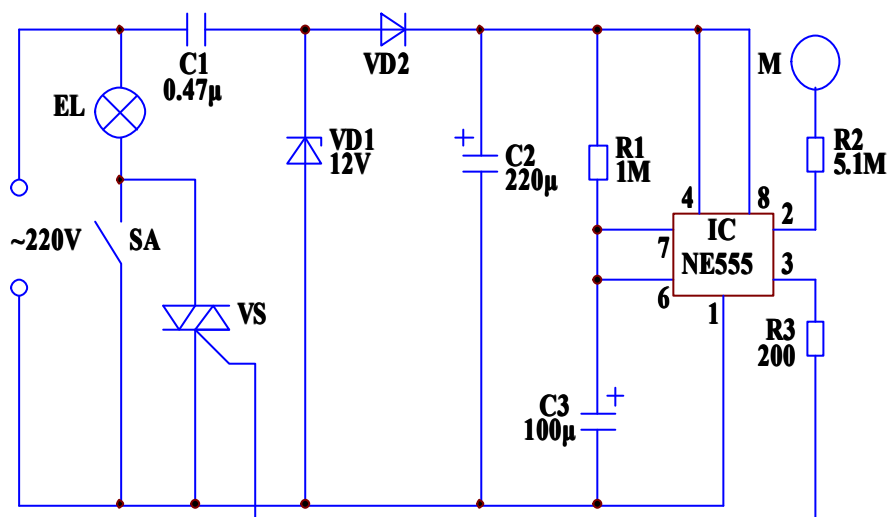 C1
0.47μ
VD2
M
EL
VD1
12V
+
C2
220μ
R1
1M
R2
5.1M
4
8
2
IC
NE555
7
6
3
1
~220V
SA
VS
R3
200
+
C3
100μ